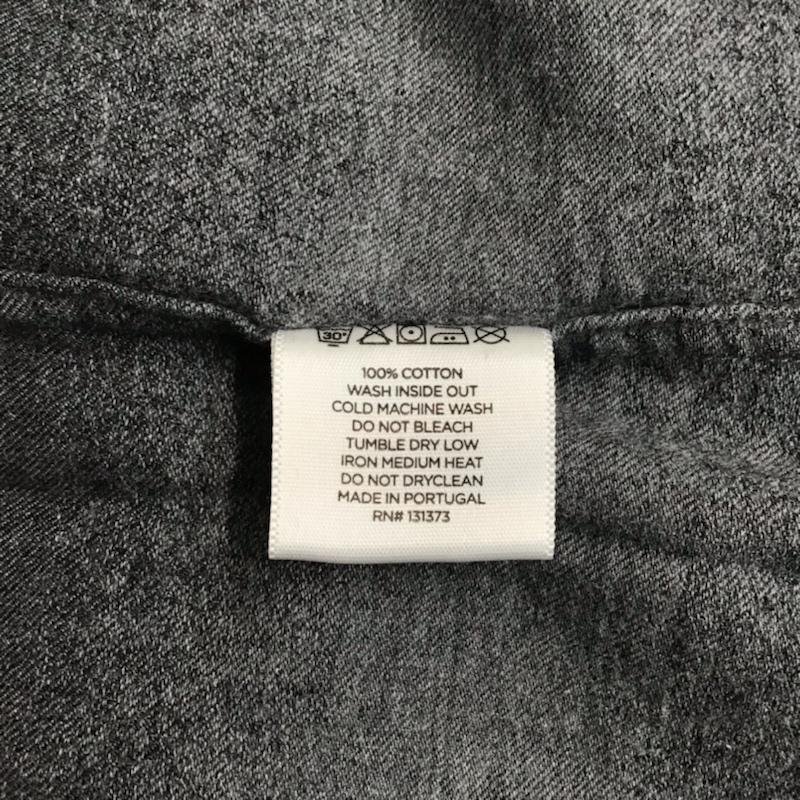 30°
100% COTTON
WASH INSIDE OUT
COLD MACHINE WASH
DO NOT BLEACH
TUMBLE DRY LOW
IRON MEDIUM HEAT
DO NOT DRYCLEAN
MADE IN PORTUGAL
RN# 131373